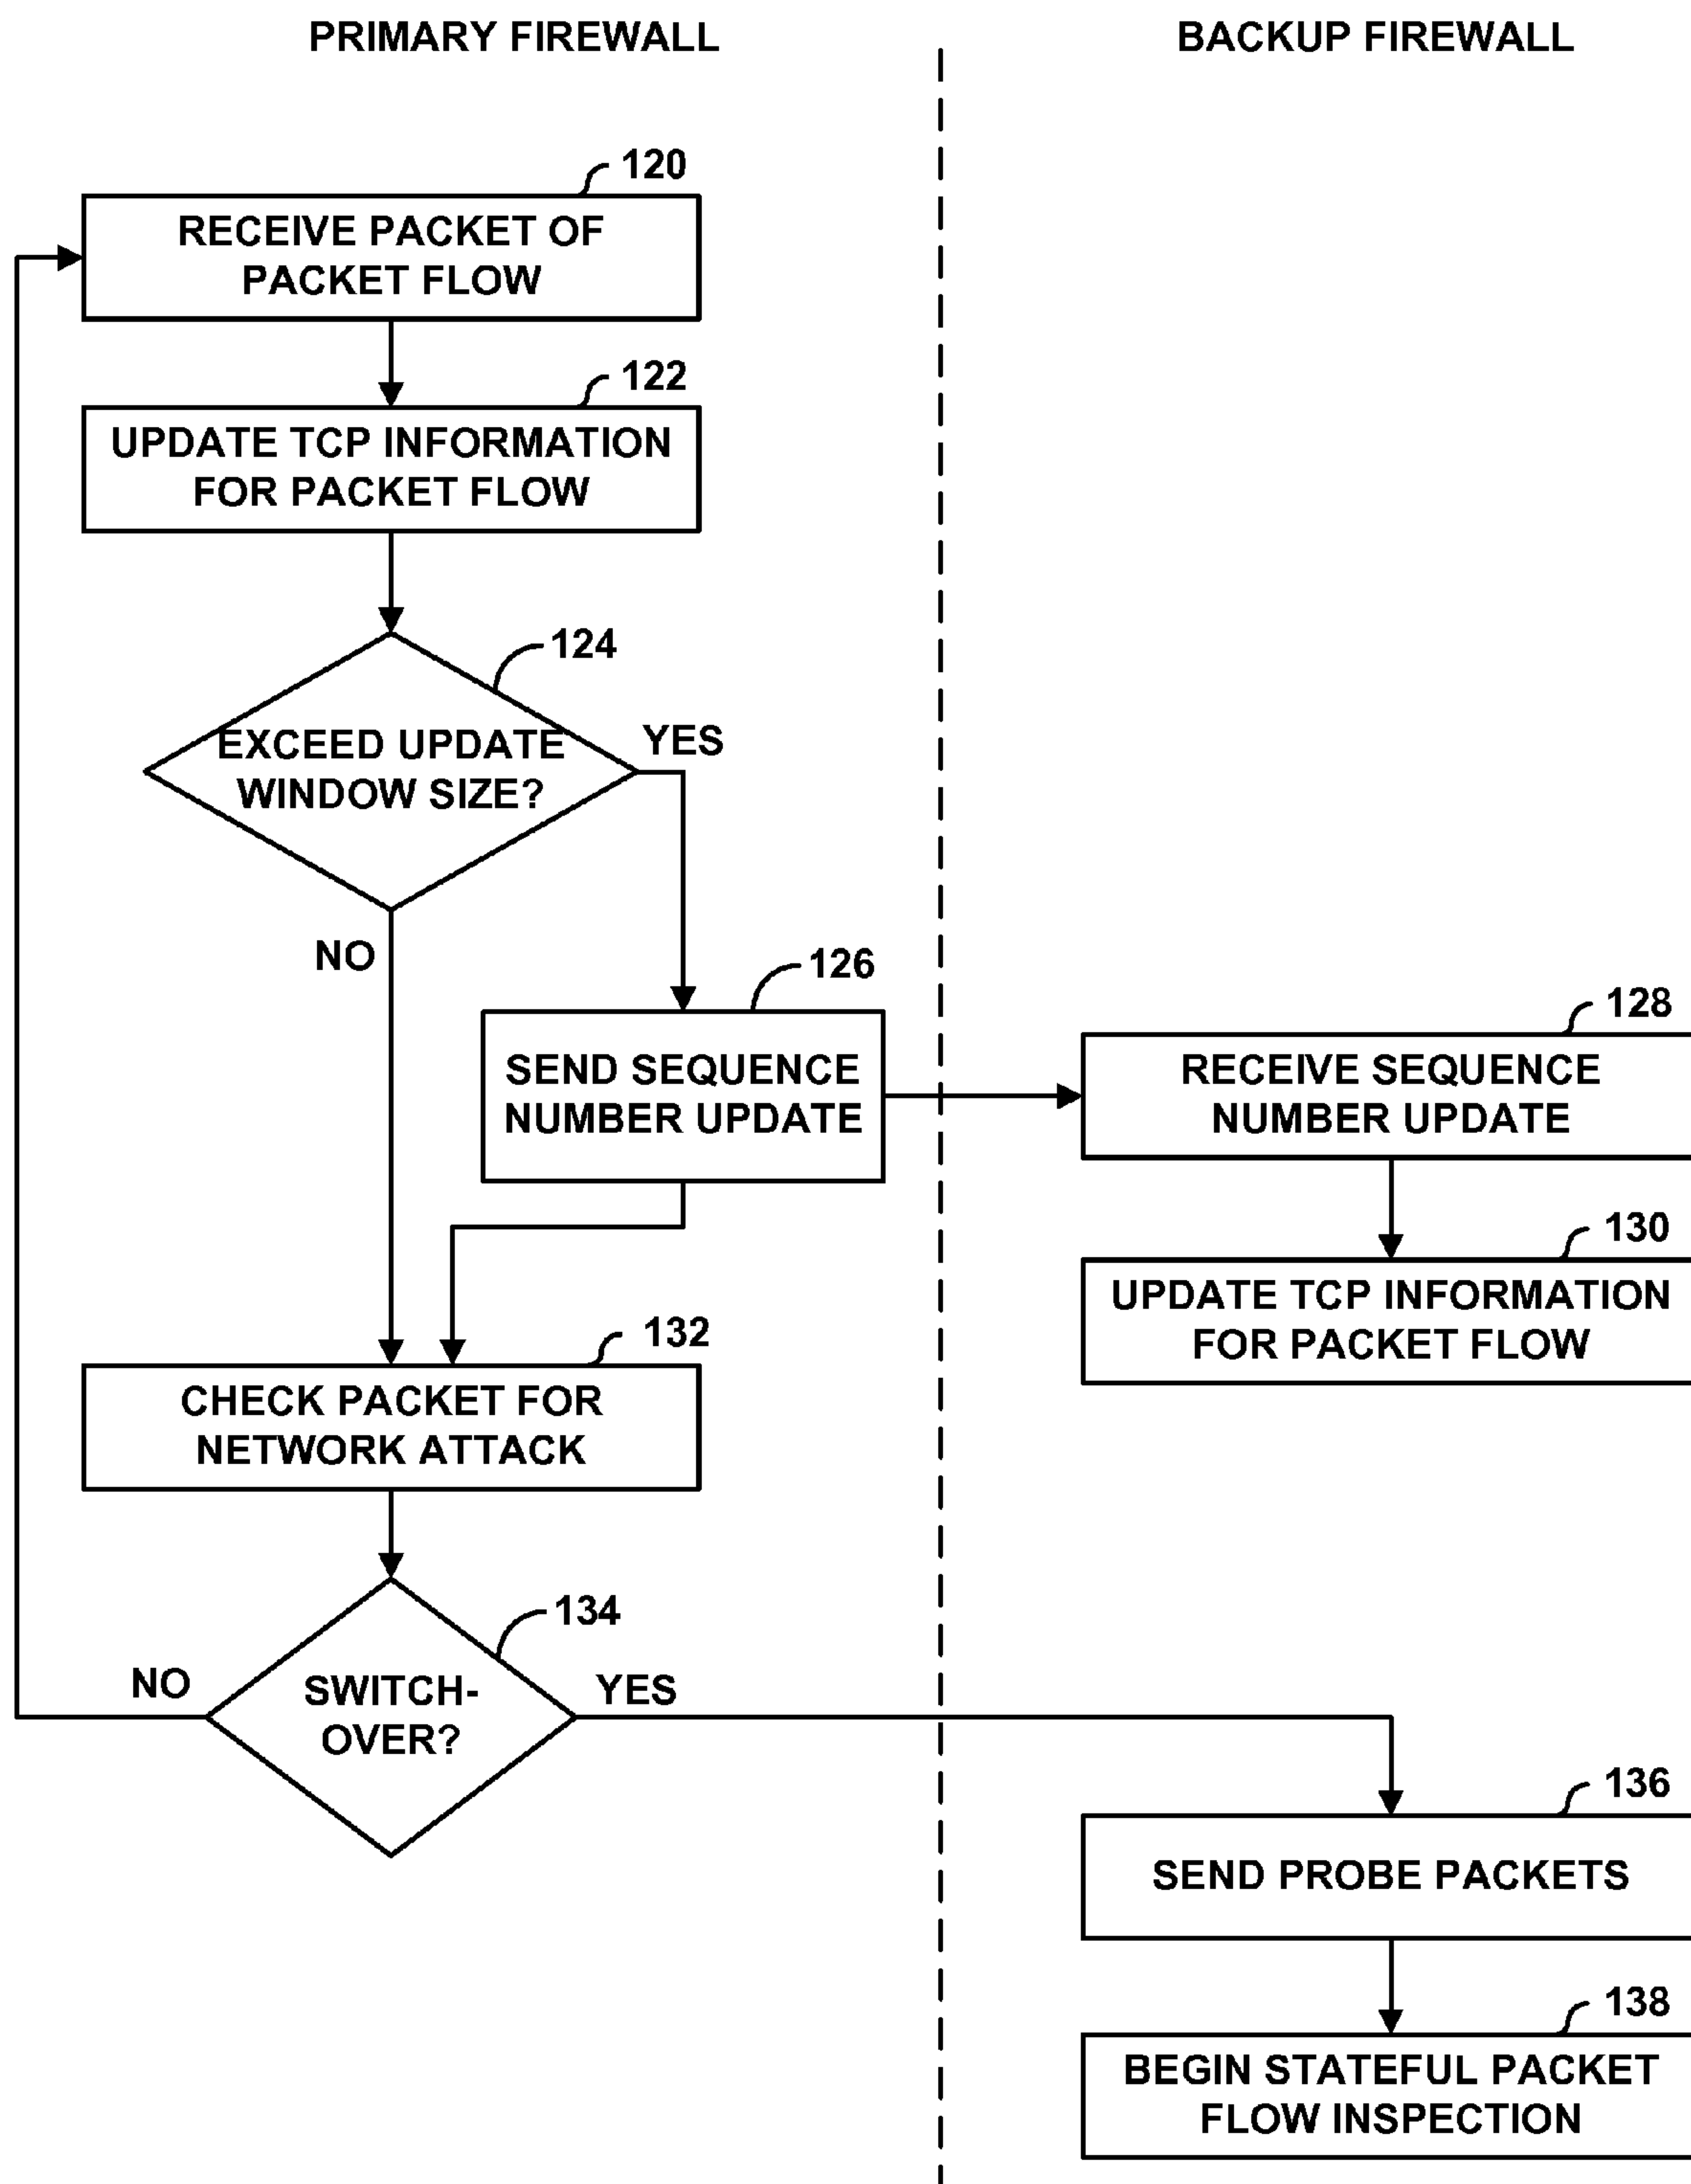 PRIMARY FIREWALL
BACKUP FIREWALL
120
RECEIVE PACKET OF
PACKET FLOW
122
UPDATE TCP INFORMATION
FOR PACKET FLOW
124
EXCEED UPDATE
WINDOW SIZE?
YES
NO
126
SEND SEQUENCE
NUMBER UPDATE
128
RECEIVE SEQUENCE
NUMBER UPDATE
130
UPDATE TCP INFORMATION
FOR PACKET FLOW
132
CHECK PACKET FOR
NETWORK ATTACK
134
SWITCH-
OVER?
NO
YES
136
SEND PROBE PACKETS
138
BEGIN STATEFUL PACKET
FLOW INSPECTION